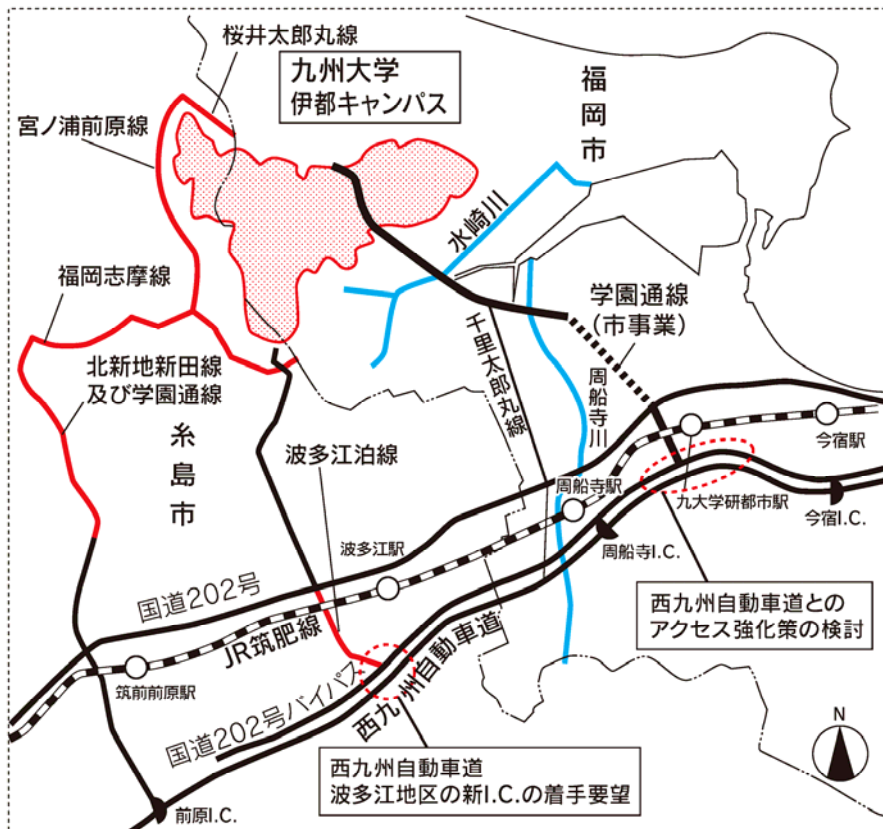 桜井太郎丸線
九州大学
伊都キャンパス
福岡市
宮ノ浦前原線
水崎川
福岡志摩線
学園通線
(市事業)
北新地新田線
及び学園通線
千里太郎丸線
周船寺川
糸島市
波多江泊線
今宿駅
周船寺駅
九大学研都市駅
今宿I.C.
波多江駅
周船寺I.C.
国道202号
JR筑肥線
西九州自動車道との
アクセス強化策の検討
筑前前原駅
国道202号バイパス
西九州自動車道
N
西九州自動車道
波多江地区の新I.C.の着手要望
前原I.C.